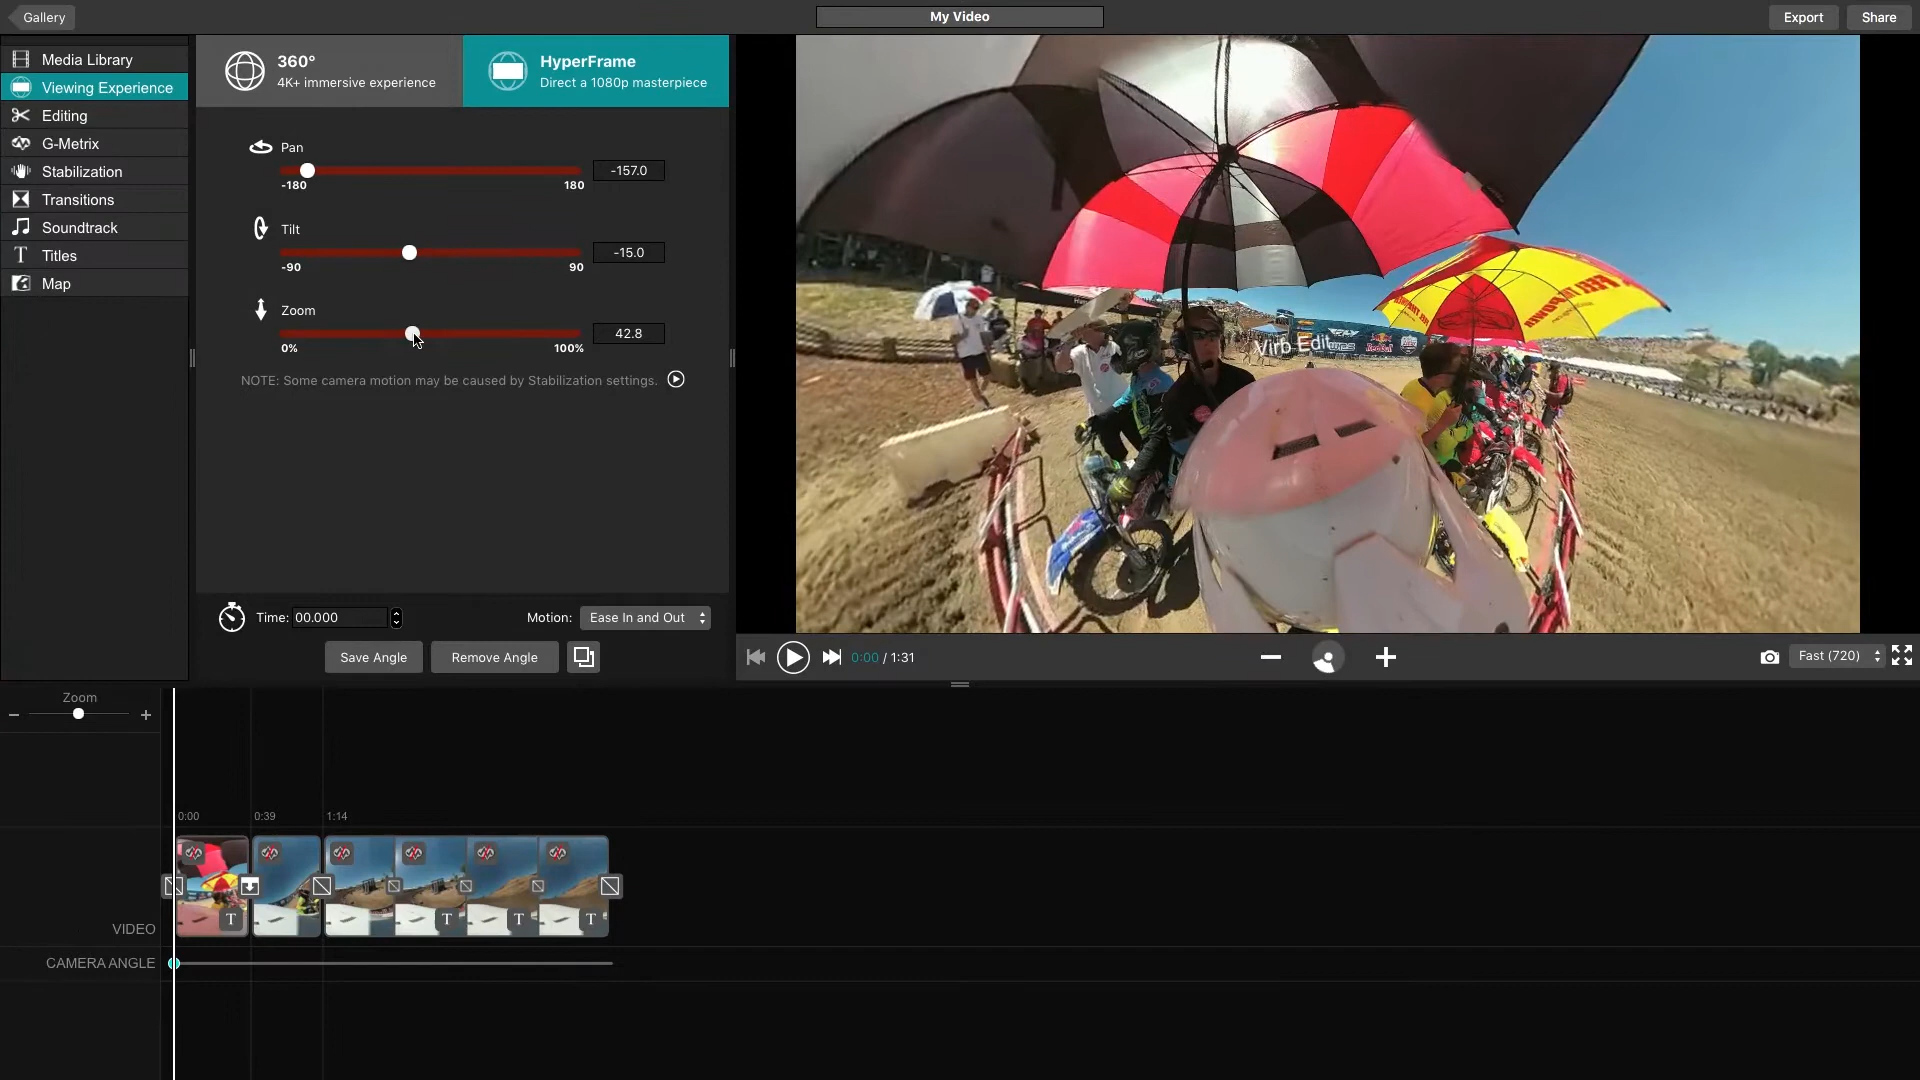 Gallery
My Video
Export
Share
Media Library
Viewing Experience
Editing
G-Metrix
Stabilization
Transitions
Soundtrack
Titles
Map
360°
4K+ immersive experience
HyperFrame
Direct a 1080p masterpiece
Pan
-157.0
-180
180
Tilt
-15.0
-90
90
Zoom
42.8
0%
100%
NOTE: Some camera motion may be caused by Stabilization settings.
Time: 00.000
Motion: Ease In and Out
Save Angle
Remove Angle
Virb Edit
RedBull
0:00 / 1:31
Fast (720)
Zoom
0:00
0:39
1:14
T
T
T
T
VIDEO
CAMERA ANGLE